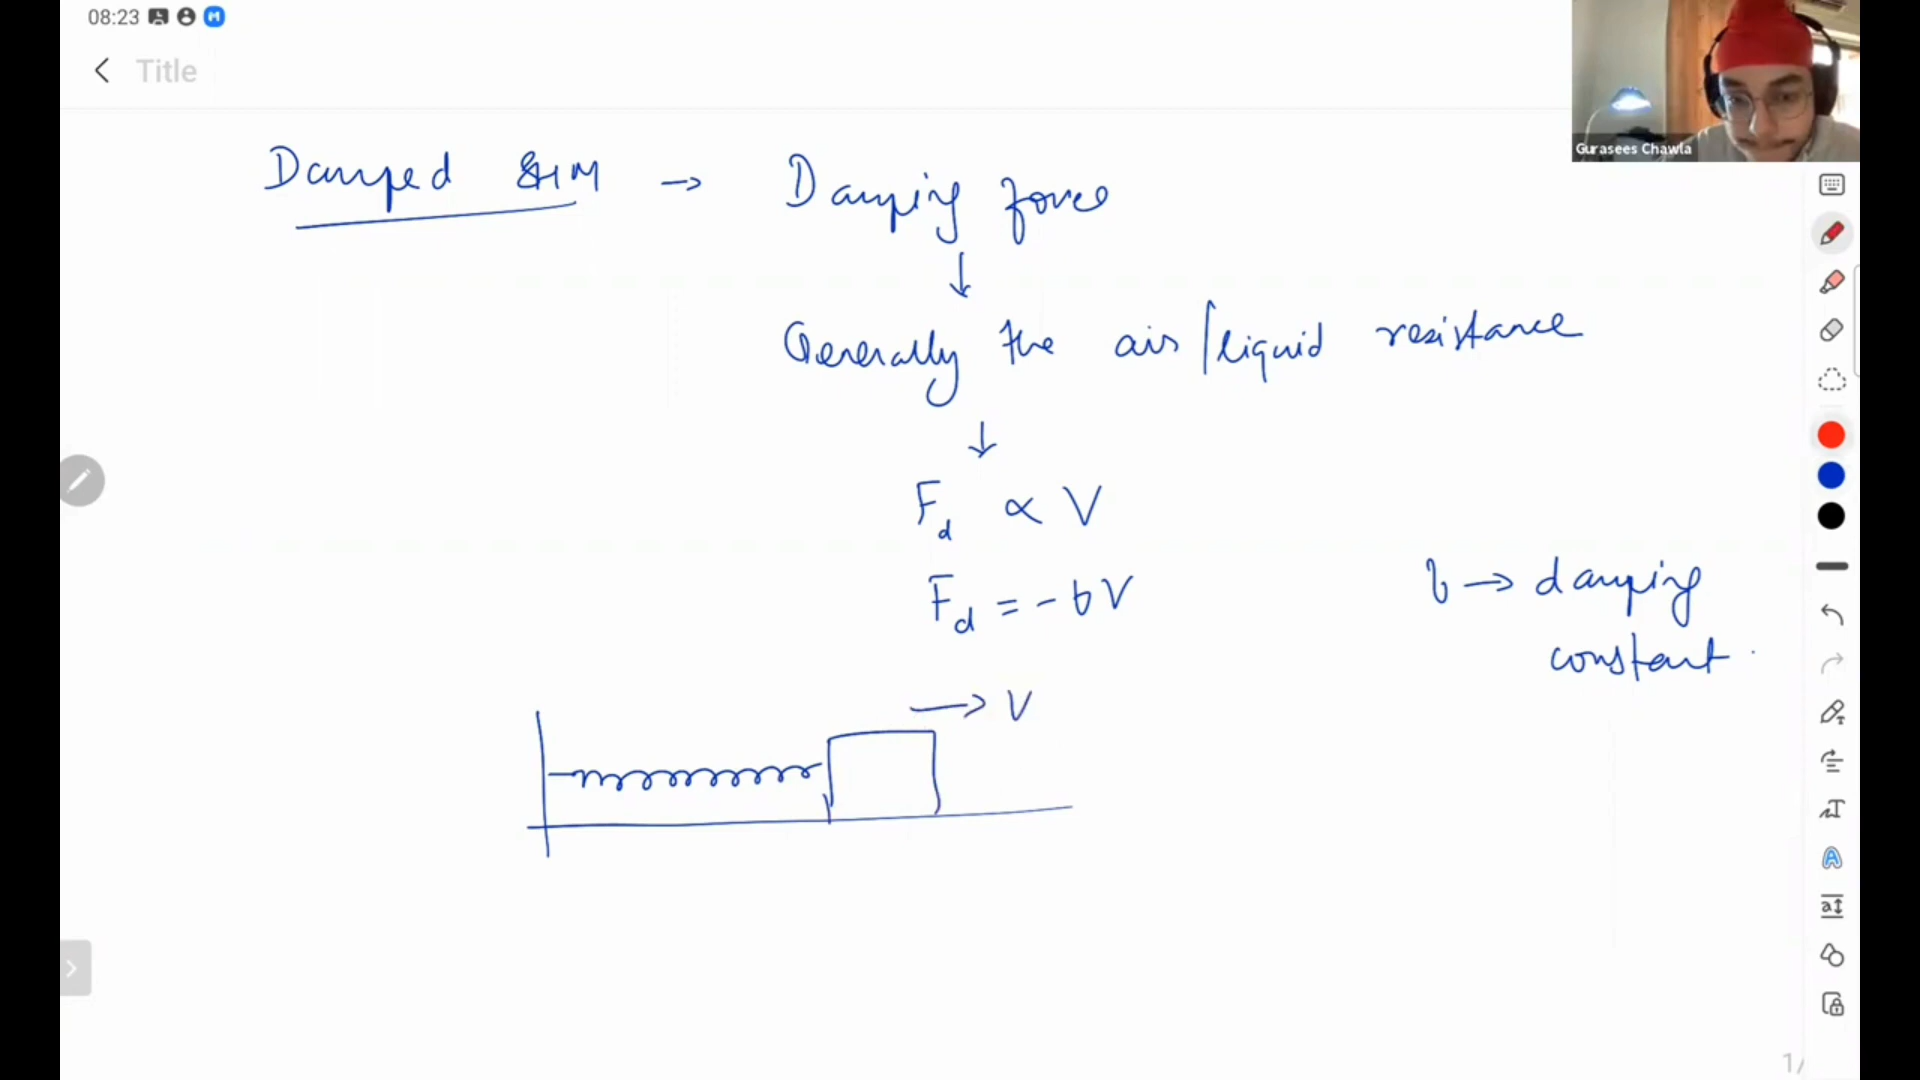 08:23
Title
Gurasees Chawla
Damped SHM → Damping force
↓
Generally the air/liquid resistance
↓
F_d ∝ V
F_d = -bV
b → damping
constant.
→ V
1/